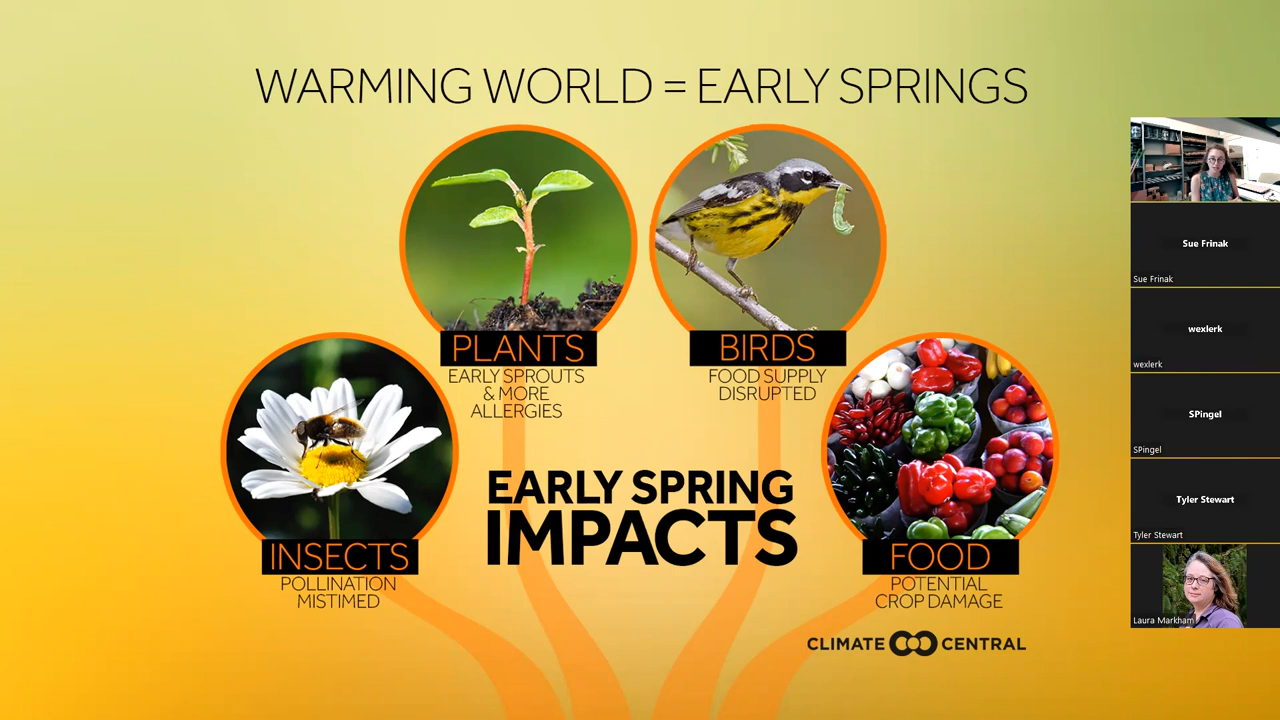 WARMING WORLD = EARLY SPRINGS
PLANTS
EARLY SPROUTS
& MORE
ALLERGIES
BIRDS
FOOD SUPPLY
DISRUPTED
INSECTS
POLLINATION
MISTIMED
EARLY SPRING
IMPACTS
FOOD
POTENTIAL
CROP DAMAGE
CLIMATE CENTRAL
Sue Frinak
Sue Frinak
wexlerk
wexlerk
SPingel
SPingel
Tyler Stewart
Tyler Stewart
Laura Markham